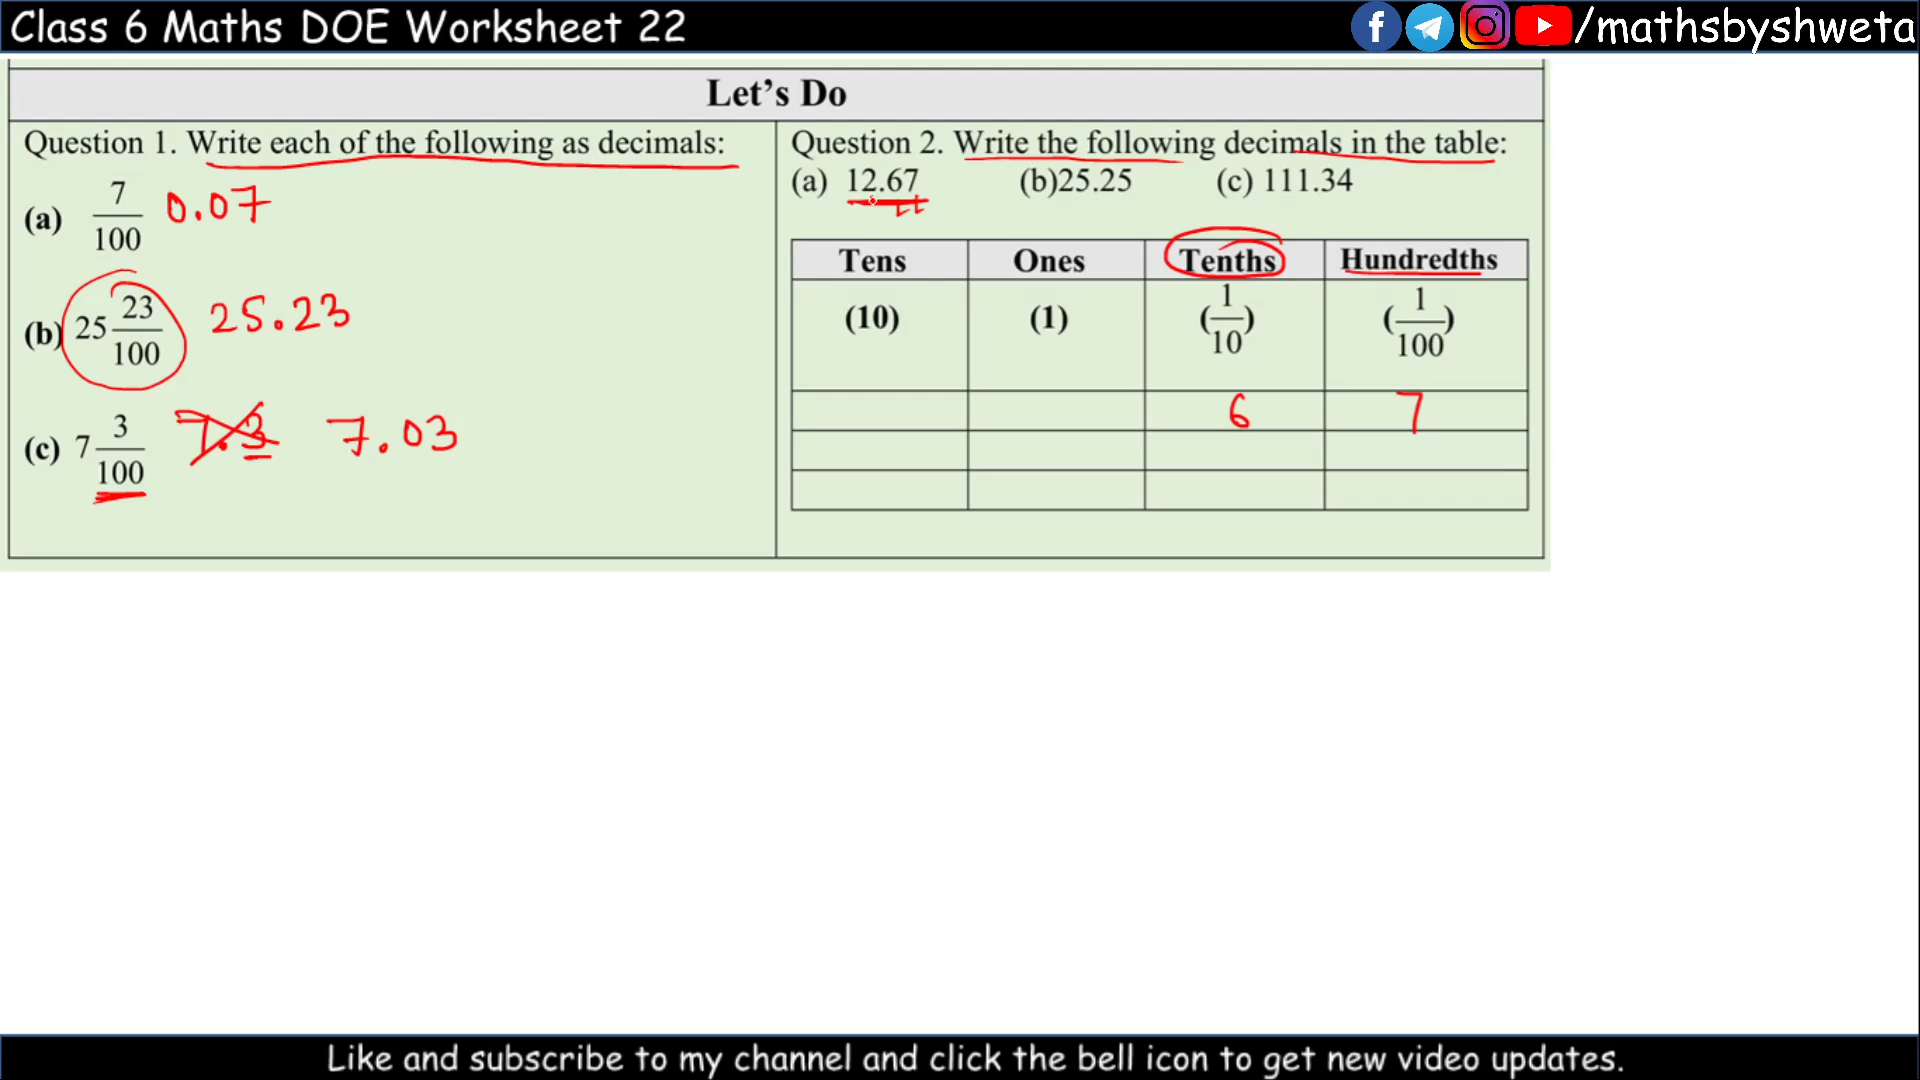 Class 6 Maths DOE Worksheet 22
/mathsbyshweta
Let's Do
Question 1. Write each of the following as decimals:
(a) 7/100 0.07
(b) 25 23/100 25.23
(c) 7 3/100 7.3 7.03
Question 2. Write the following decimals in the table:
(a) 12.67 (b)25.25 (c) 111.34
Tens Ones Tenths Hundredths
(10) (1) (1/10) (1/100)
6 7
Like and subscribe to my channel and click the bell icon to get new video updates.